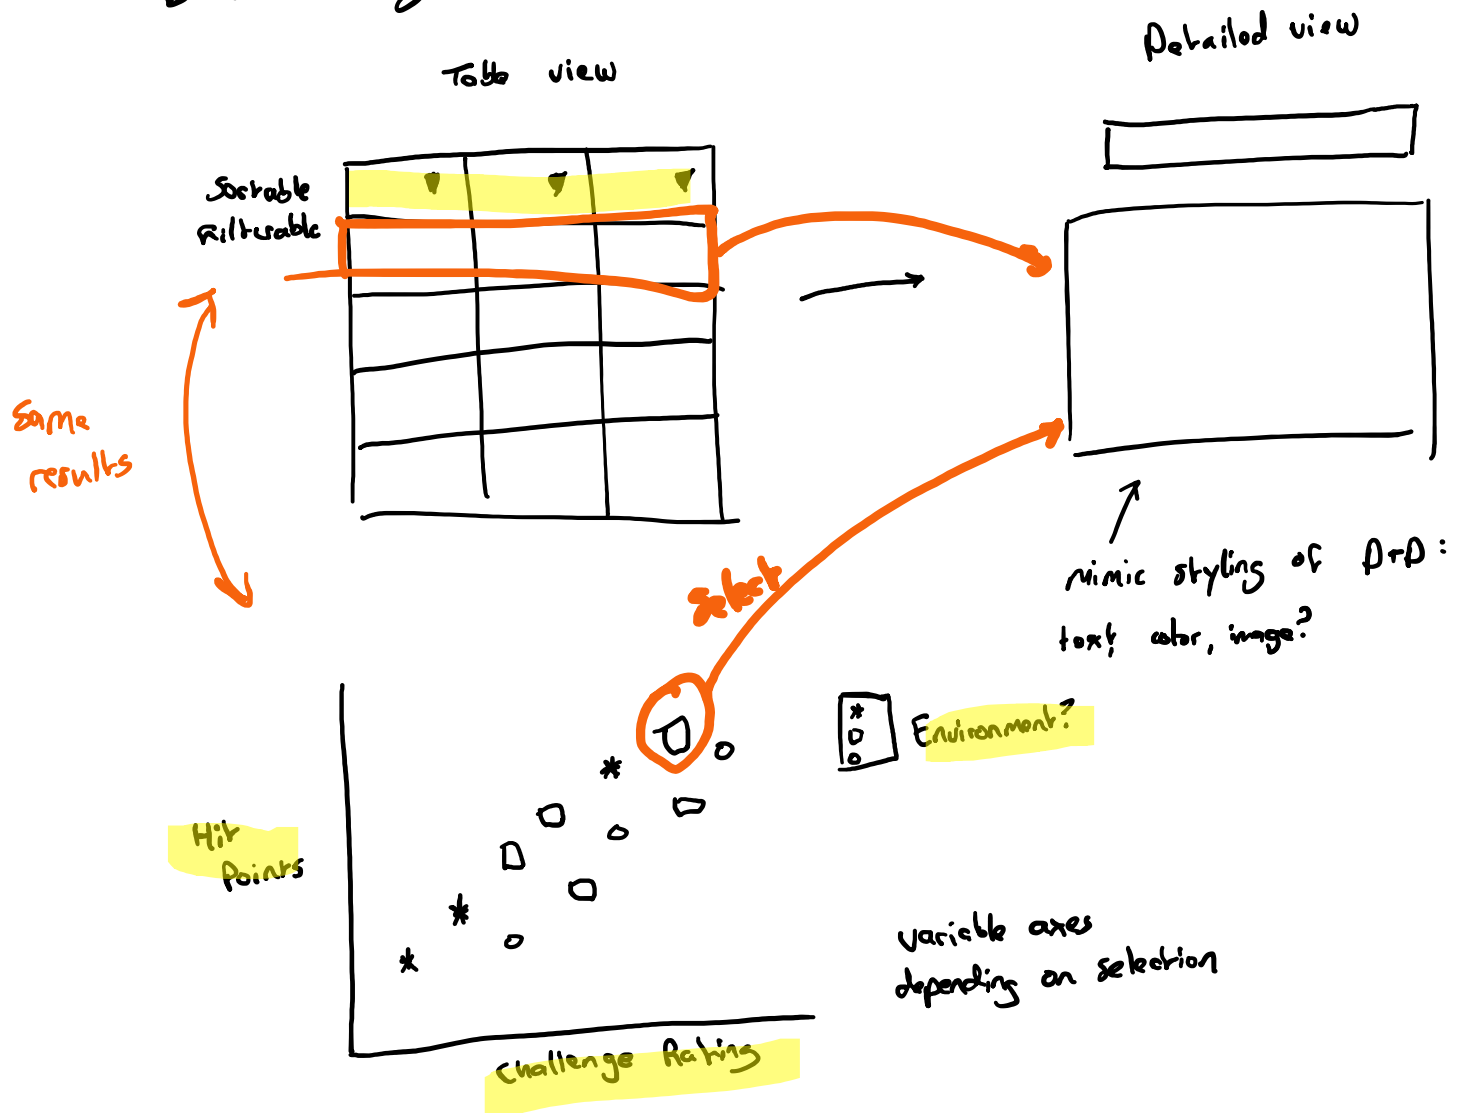 Table view
Detailed view
Sortable
Filterable
Same
results
select
mimic styling of D+D:
text, color, image?
Environment?
Hit
Points
variable axes
depending on selection
Challenge Rating